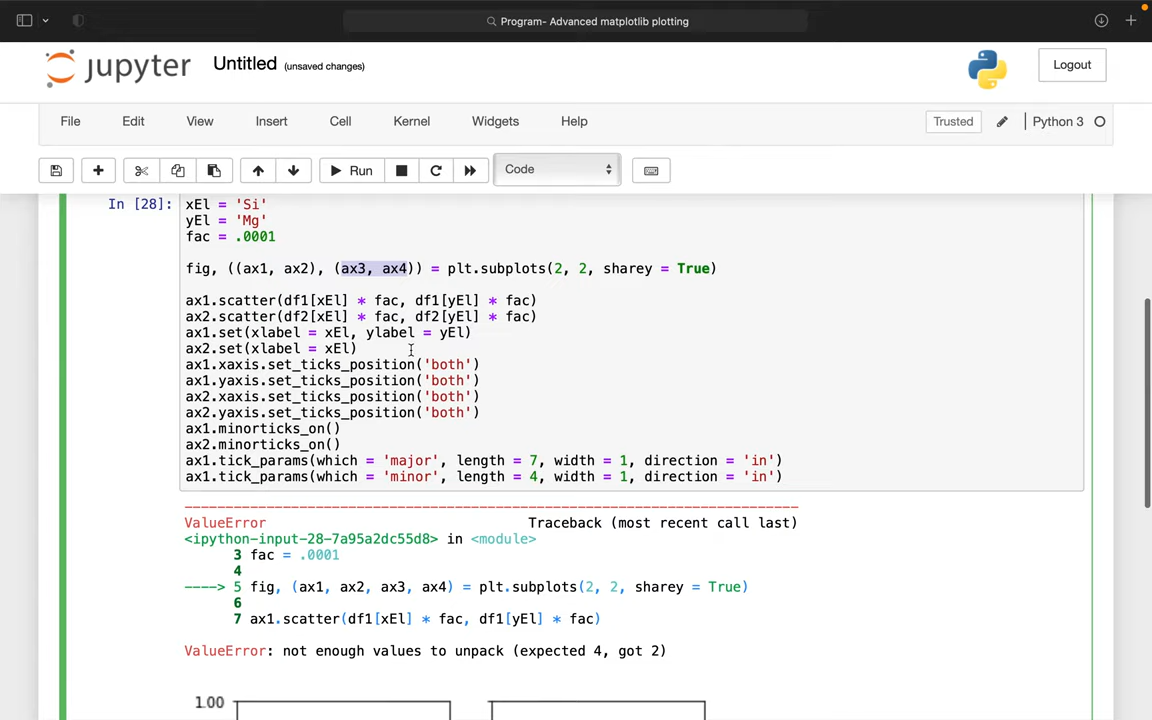 Program- Advanced matplotlib plotting
jupyter Untitled (unsaved changes)
Logout
File Edit View Insert Cell Kernel Widgets Help
Trusted
Python 3
Run
Code
In [28]:
xEl = 'Si'
yEl = 'Mg'
fac = .0001
fig, ((ax1, ax2), (ax3, ax4)) = plt.subplots(2, 2, sharey = True)
ax1.scatter(df1[xEl] * fac, df1[yEl] * fac)
ax2.scatter(df2[xEl] * fac, df2[yEl] * fac)
ax1.set(xlabel = xEl, ylabel = yEl)
ax2.set(xlabel = xEl)
ax1.xaxis.set_ticks_position('both')
ax1.yaxis.set_ticks_position('both')
ax2.xaxis.set_ticks_position('both')
ax2.yaxis.set_ticks_position('both')
ax1.minorticks_on()
ax2.minorticks_on()
ax1.tick_params(which = 'major', length = 7, width = 1, direction = 'in')
ax1.tick_params(which = 'minor', length = 4, width = 1, direction = 'in')
---------------------------------------------------------------------------
ValueError Traceback (most recent call last)
<ipython-input-28-7a95a2dc55d8> in <module>
3 fac = .0001
4
----> 5 fig, (ax1, ax2, ax3, ax4) = plt.subplots(2, 2, sharey = True)
6
7 ax1.scatter(df1[xEl] * fac, df1[yEl] * fac)
ValueError: not enough values to unpack (expected 4, got 2)
1.00